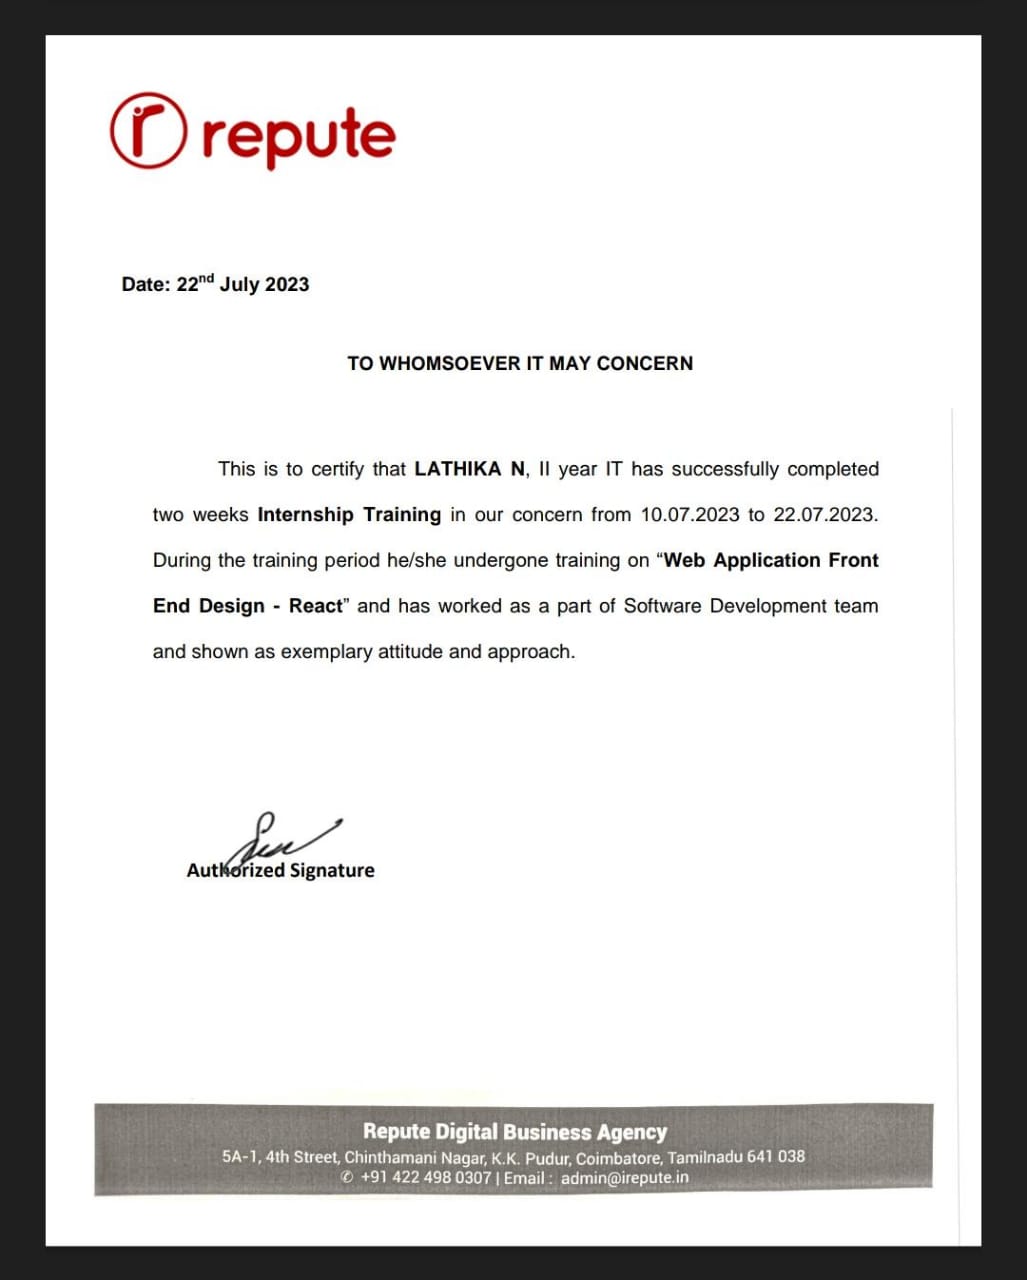 repute
Date: 22nd July 2023
TO WHOMSOEVER IT MAY CONCERN
This is to certify that LATHIKA N, II year IT has successfully completed
two weeks Internship Training in our concern from 10.07.2023 to 22.07.2023.
During the training period he/she undergone training on “Web Application Front
End Design - React” and has worked as a part of Software Development team
and shown as exemplary attitude and approach.
Authorized Signature
Repute Digital Business Agency
5A-1, 4th Street, Chinthamani Nagar, K.K. Pudur, Coimbatore, Tamilnadu 641 038
✆ +91 422 498 0307 | Email : admin@irepute.in